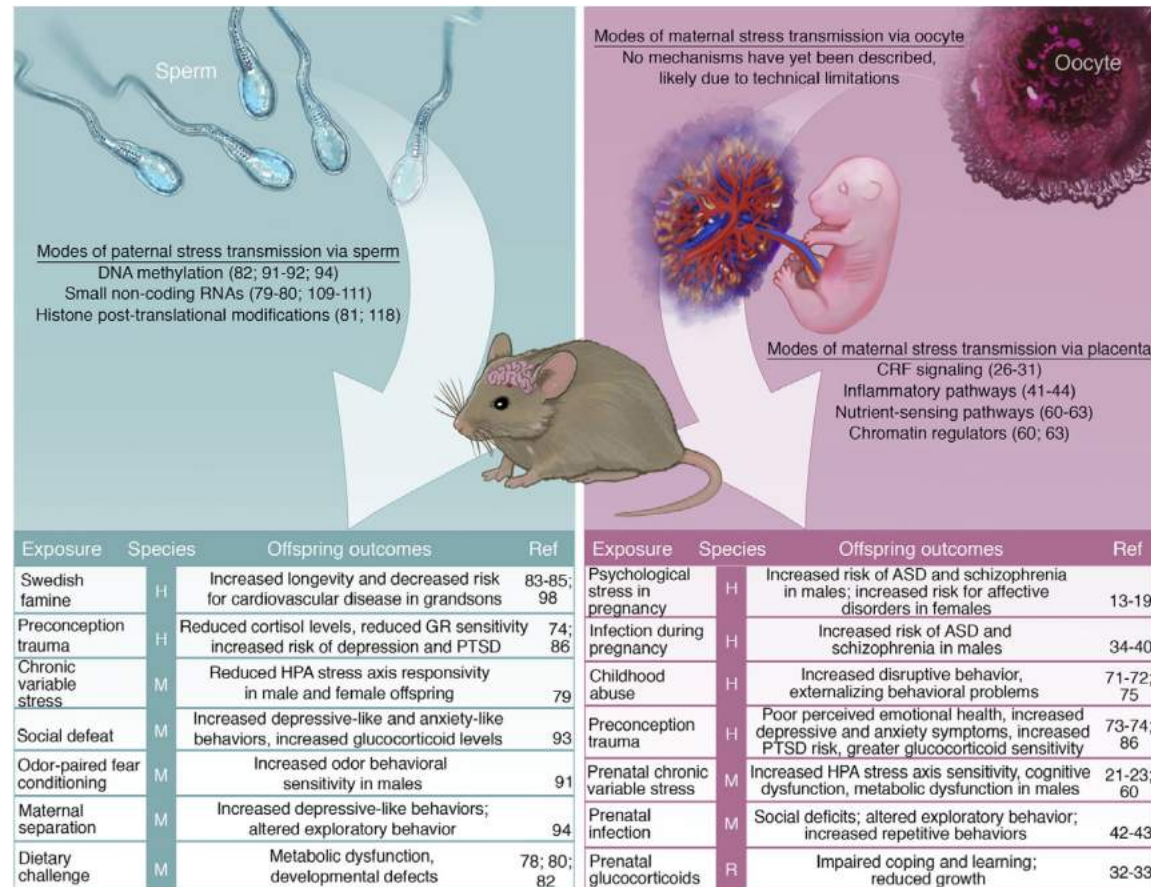 Sperm
Modes of paternal stress transmission via sperm
DNA methylation (82; 91-92; 94)
Small non-coding RNAs (79-80; 109-111)
Histone post-translational modifications (81; 118)
Modes of maternal stress transmission via oocyte
No mechanisms have yet been described,
likely due to technical limitations
Oocyte
Modes of maternal stress transmission via placenta
CRF signaling (26-31)
Inflammatory pathways (41-44)
Nutrient-sensing pathways (60-63)
Chromatin regulators (60; 63)
Exposure Species Offspring outcomes Ref
Swedish
famine
H
Increased longevity and decreased risk
for cardiovascular disease in grandsons
83-85;
98
Preconception
trauma
H
Reduced cortisol levels, reduced GR sensitivity
increased risk of depression and PTSD
74;
86
Chronic
variable
stress
M
Reduced HPA stress axis responsivity
in male and female offspring
79
Social defeat
M
Increased depressive-like and anxiety-like
behaviors, increased glucocorticoid levels
93
Odor-paired fear
conditioning
M
Increased odor behavioral
sensitivity in males
91
Maternal
separation
M
Increased depressive-like behaviors;
altered exploratory behavior
94
Dietary
challenge
M
Metabolic dysfunction,
developmental defects
78; 80;
82
Exposure Species Offspring outcomes Ref
Psychological
stress in
pregnancy
H
Increased risk of ASD and schizophrenia
in males; increased risk for affective
disorders in females
13-19
Infection during
pregnancy
H
Increased risk of ASD and
schizophrenia in males
34-40
Childhood
abuse
H
Increased disruptive behavior,
externalizing behavioral problems
71-72;
75
Preconception
trauma
H
Poor perceived emotional health, increased
depressive and anxiety symptoms, increased
PTSD risk, greater glucocorticoid sensitivity
73-74;
86
Prenatal chronic
variable stress
M
Increased HPA stress axis sensitivity, cognitive
dysfunction, metabolic dysfunction in males
21-23;
60
Prenatal
infection
M
Social deficits; altered exploratory behavior;
increased repetitive behaviors
42-43
Prenatal
glucocorticoids
R
Impaired coping and learning;
reduced growth
32-33